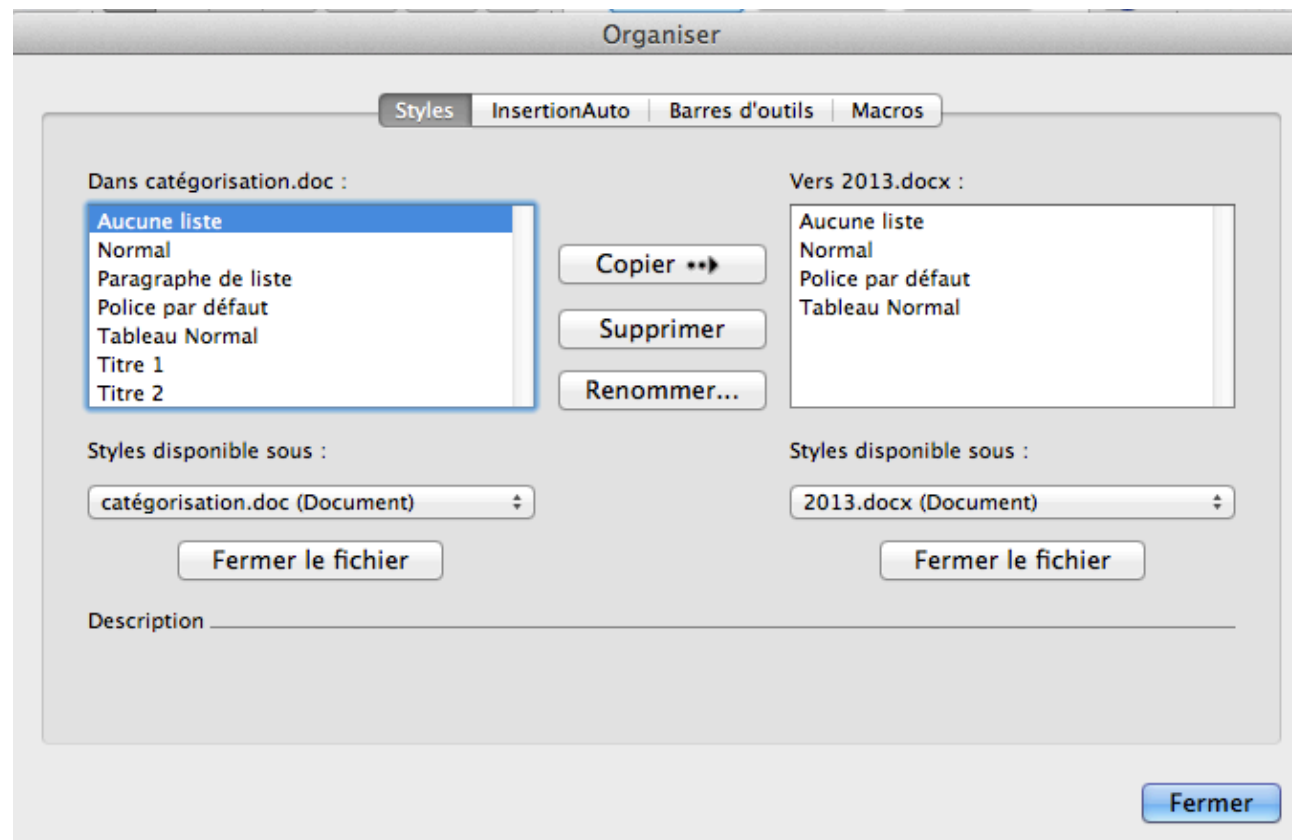 Organiser
Styles InsertionAuto Barres d'outils Macros
Dans catégorisation.doc :
Aucune liste
Normal
Paragraphe de liste
Police par défaut
Tableau Normal
Titre 1
Titre 2
Copier
Supprimer
Renommer...
Vers 2013.docx :
Aucune liste
Normal
Police par défaut
Tableau Normal
Styles disponible sous :
catégorisation.doc (Document)
Fermer le fichier
Styles disponible sous :
2013.docx (Document)
Fermer le fichier
Description
Fermer